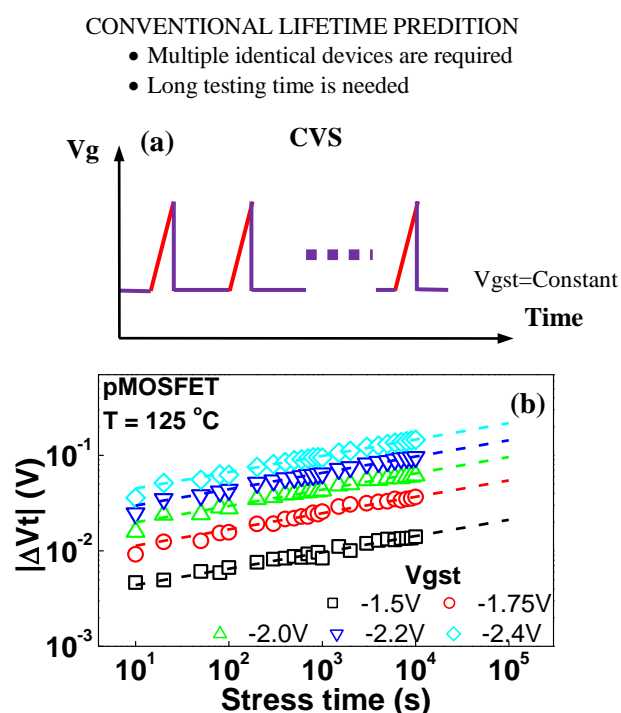 CONVENTIONAL LIFETIME PREDITION
• Multiple identical devices are required
• Long testing time is needed
Vg (a) CVS
Vgst=Constant
Time
pMOSFET (b)
T = 125 °C
10⁻¹
10⁻²
10⁻³
|ΔVt| (V)
Vgst
-1.5V -1.75V
-2.0V -2.2V -2.4V
10¹ 10² 10³ 10⁴ 10⁵
Stress time (s)